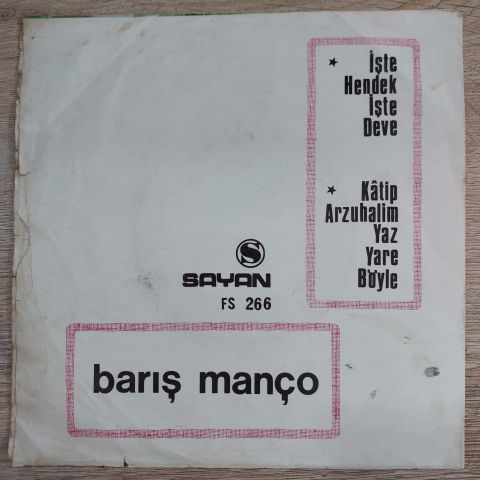 ★ İşte
Hendek
İşte
Deve
★ Kâtip
Arzuhalim
Yaz
Yare
Böyle
S
SAYAN
FS 266
barış manço